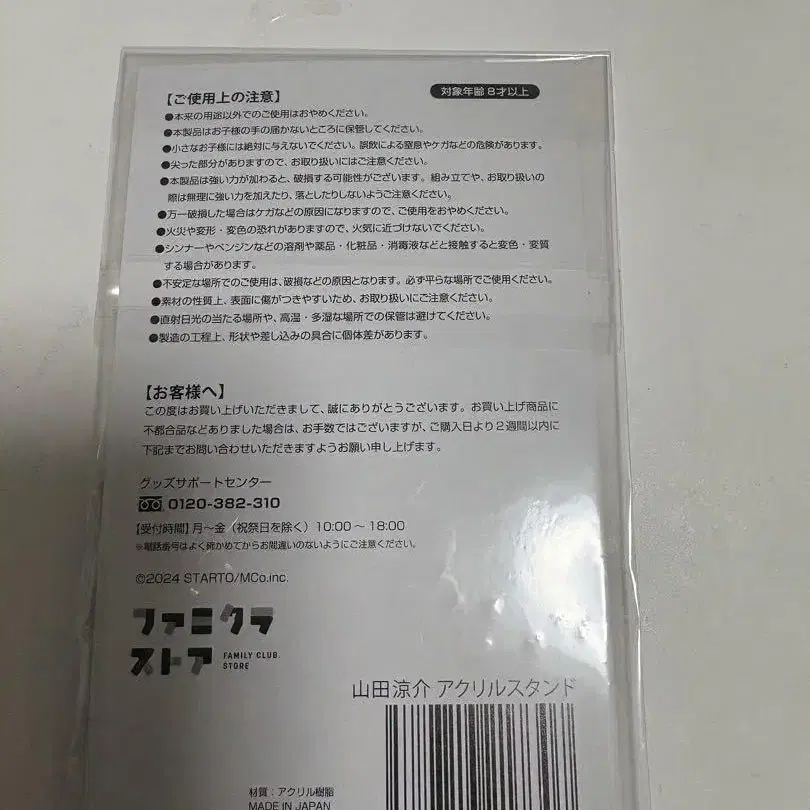 【ご使用上の注意】
対象年齢 8才以上
●本来の用途以外でのご使用はおやめください。
●本製品はお子様の手の届かないところに保管してください。
●小さなお子様には絶対に与えないでください。誤飲による窒息やケガなどの危険があります。
●尖った部分がありますので、お取り扱いにはご注意ください。
●本製品は強い力が加わると、破損する可能性がございます。組み立てや、お取り扱いの
際は無理に強い力を加えたり、落としたりしないようご注意ください。
●万一破損した場合はケガなどの原因になりますので、ご使用をおやめください。
●火災や変形・変色の恐れがありますので、火気に近づけないでください。
●シンナーやベンジンなどの溶剤や薬品・化粧品・消毒液などと接触すると変色・変質
する場合があります。
●不安定な場所でのご使用は、破損などの原因となります。必ず平らな場所でご使用ください。
●素材の性質上、表面に傷がつきやすいため、お取り扱いにご注意ください。
●直射日光の当たる場所や、高温・多湿な場所での保管は避けてください。
●製造の工程上、形状や差し込みの具合に個体差があります。
【お客様へ】
この度はお買い上げいただきまして、誠にありがとうございます。お買い上げ商品に
不都合品などありました場合は、お手数ではございますが、ご購入日より2週間以内に
下記までお問い合わせいただきますようお願い申し上げます。
グッズサポートセンター
0120-382-310
【受付時間】月～金（祝祭日を除く）10:00～18:00
※電話番号はよく確かめてからお間違いのないようにご注意ください。
©2024 STARTO/MCo.inc.
ファミクラ
ストア
FAMILY CLUB
STORE
山田涼介 アクリルスタンド
材質：アクリル樹脂
MADE IN JAPAN